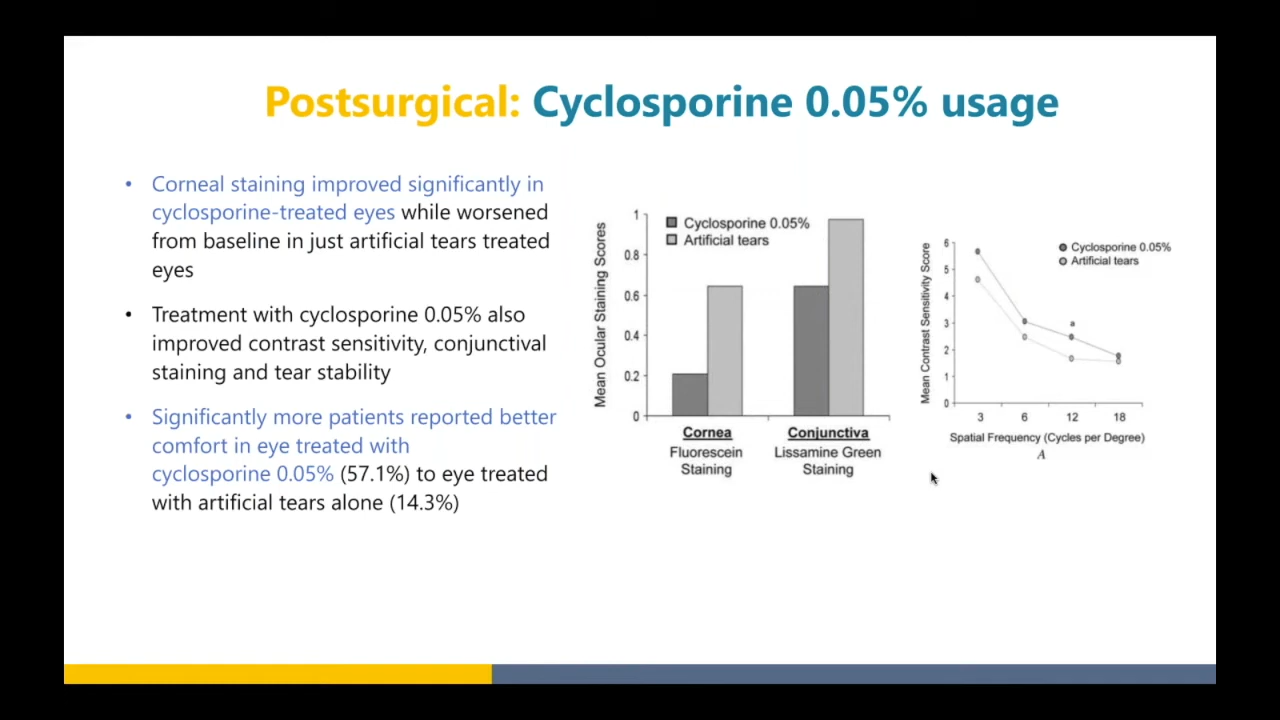 Postsurgical: Cyclosporine 0.05% usage
• Corneal staining improved significantly in
cyclosporine-treated eyes while worsened
from baseline in just artificial tears treated
eyes
• Treatment with cyclosporine 0.05% also
improved contrast sensitivity, conjunctival
staining and tear stability
• Significantly more patients reported better
comfort in eye treated with
cyclosporine 0.05% (57.1%) to eye treated
with artificial tears alone (14.3%)
Mean Ocular Staining Scores
1
0.8
0.6
0.4
0.2
0
Cyclosporine 0.05%
Artificial tears
Cornea
Fluorescein
Staining
Conjunctiva
Lissamine Green
Staining
Mean Contrast Sensitivity Score
6
5
4
3
2
1
0
Cyclosporine 0.05%
Artificial tears
a
3 6 12 18
Spatial Frequency (Cycles per Degree)
A